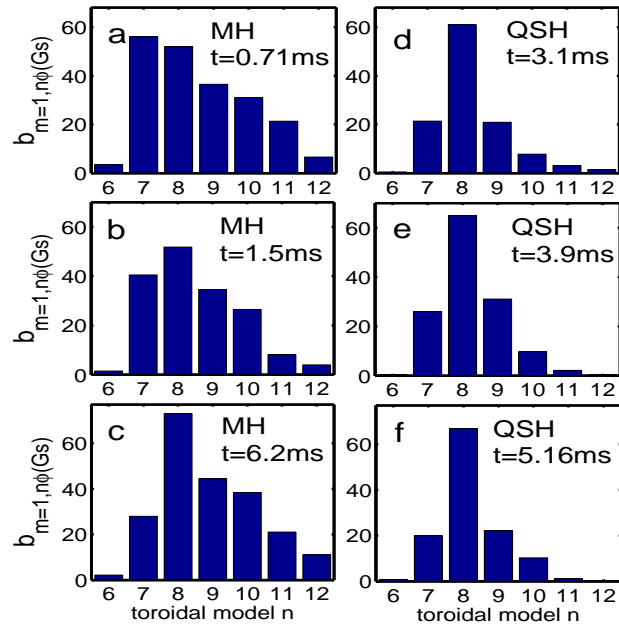 a
MH
t=0.71ms
b_{m=1,nϕ}(Gs)
60
40
20
0
6 7 8 9 10 11 12
d
QSH
t=3.1ms
60
40
20
0
6 7 8 9 10 11 12
b
MH
t=1.5ms
b_{m=1,nϕ}(Gs)
60
40
20
0
6 7 8 9 10 11 12
e
QSH
t=3.9ms
60
40
20
0
6 7 8 9 10 11 12
c
MH
t=6.2ms
b_{m=1,nϕ}(Gs)
60
40
20
0
6 7 8 9 10 11 12
toroidal model n
f
QSH
t=5.16ms
60
40
20
0
6 7 8 9 10 11 12
toroidal model n